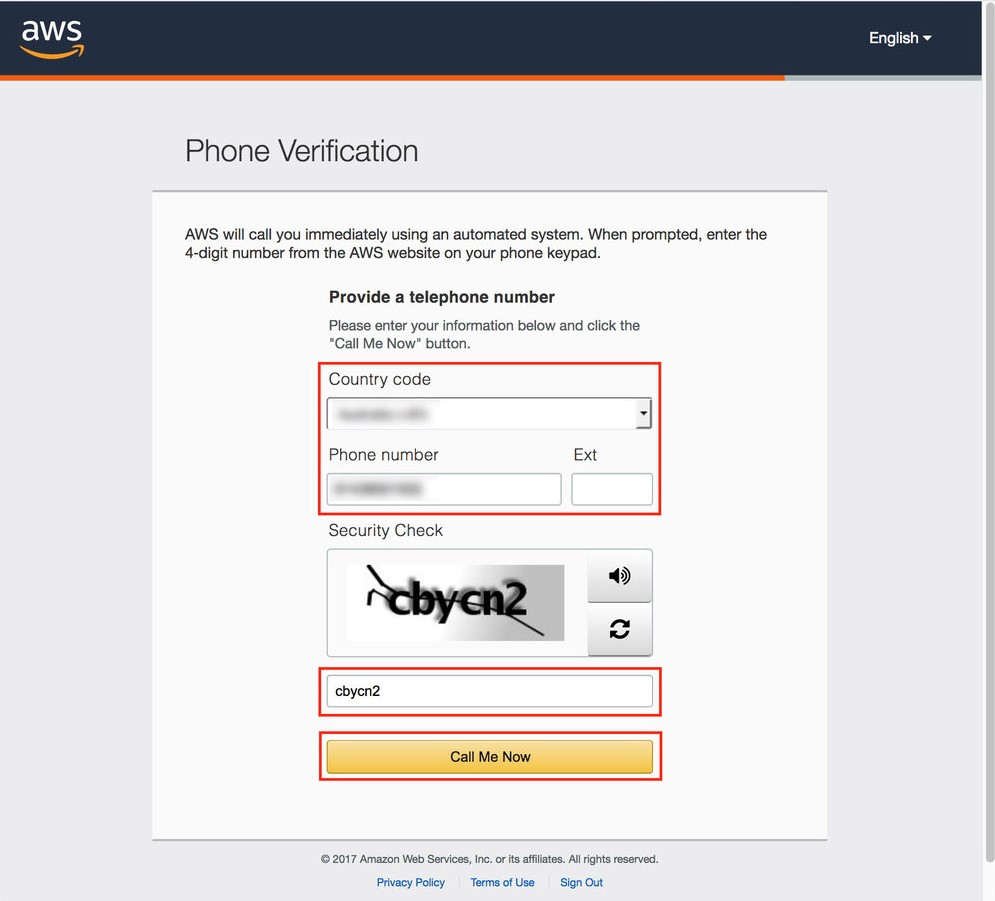 aws
English
Phone Verification
AWS will call you immediately using an automated system. When prompted, enter the
4-digit number from the AWS website on your phone keypad.
Provide a telephone number
Please enter your information below and click the
"Call Me Now" button.
Country code
Phone number Ext
Security Check
cbycn2
cbycn2
Call Me Now
© 2017 Amazon Web Services, Inc. or its affiliates. All rights reserved.
Privacy Policy Terms of Use Sign Out